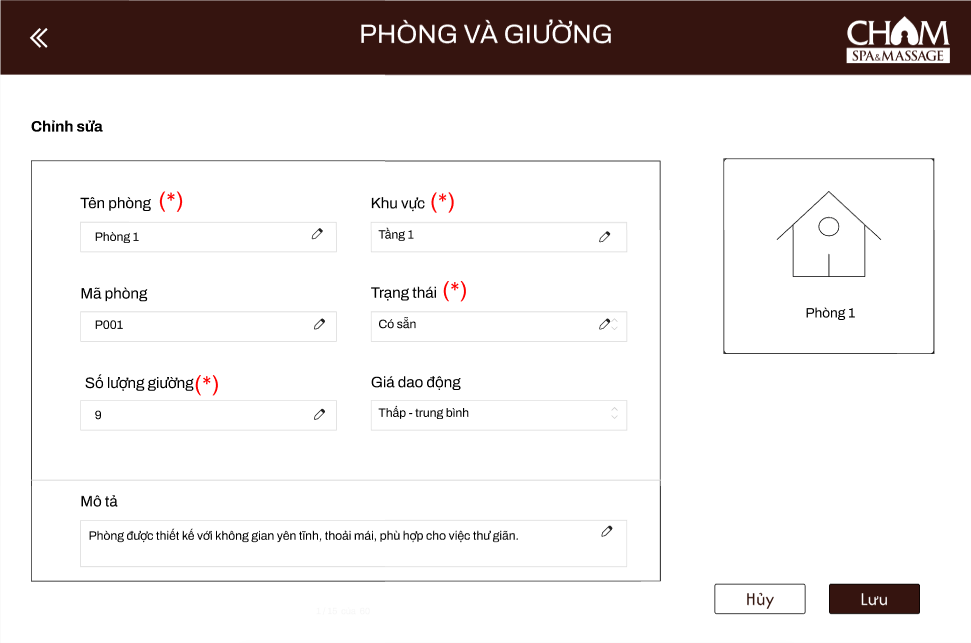 PHÒNG VÀ GIƯỜNG
CHAM
SPA&MASSAGE
Chỉnh sửa
Tên phòng (*)
Phòng 1
Khu vực (*)
Tầng 1
Mã phòng
P001
Trạng thái (*)
Có sẵn
Số lượng giường(*)
9
Giá dao động
Thấp - trung bình
Mô tả
Phòng được thiết kế với không gian yên tĩnh, thoải mái, phù hợp cho việc thư giãn.
Phòng 1
Hủy
Lưu